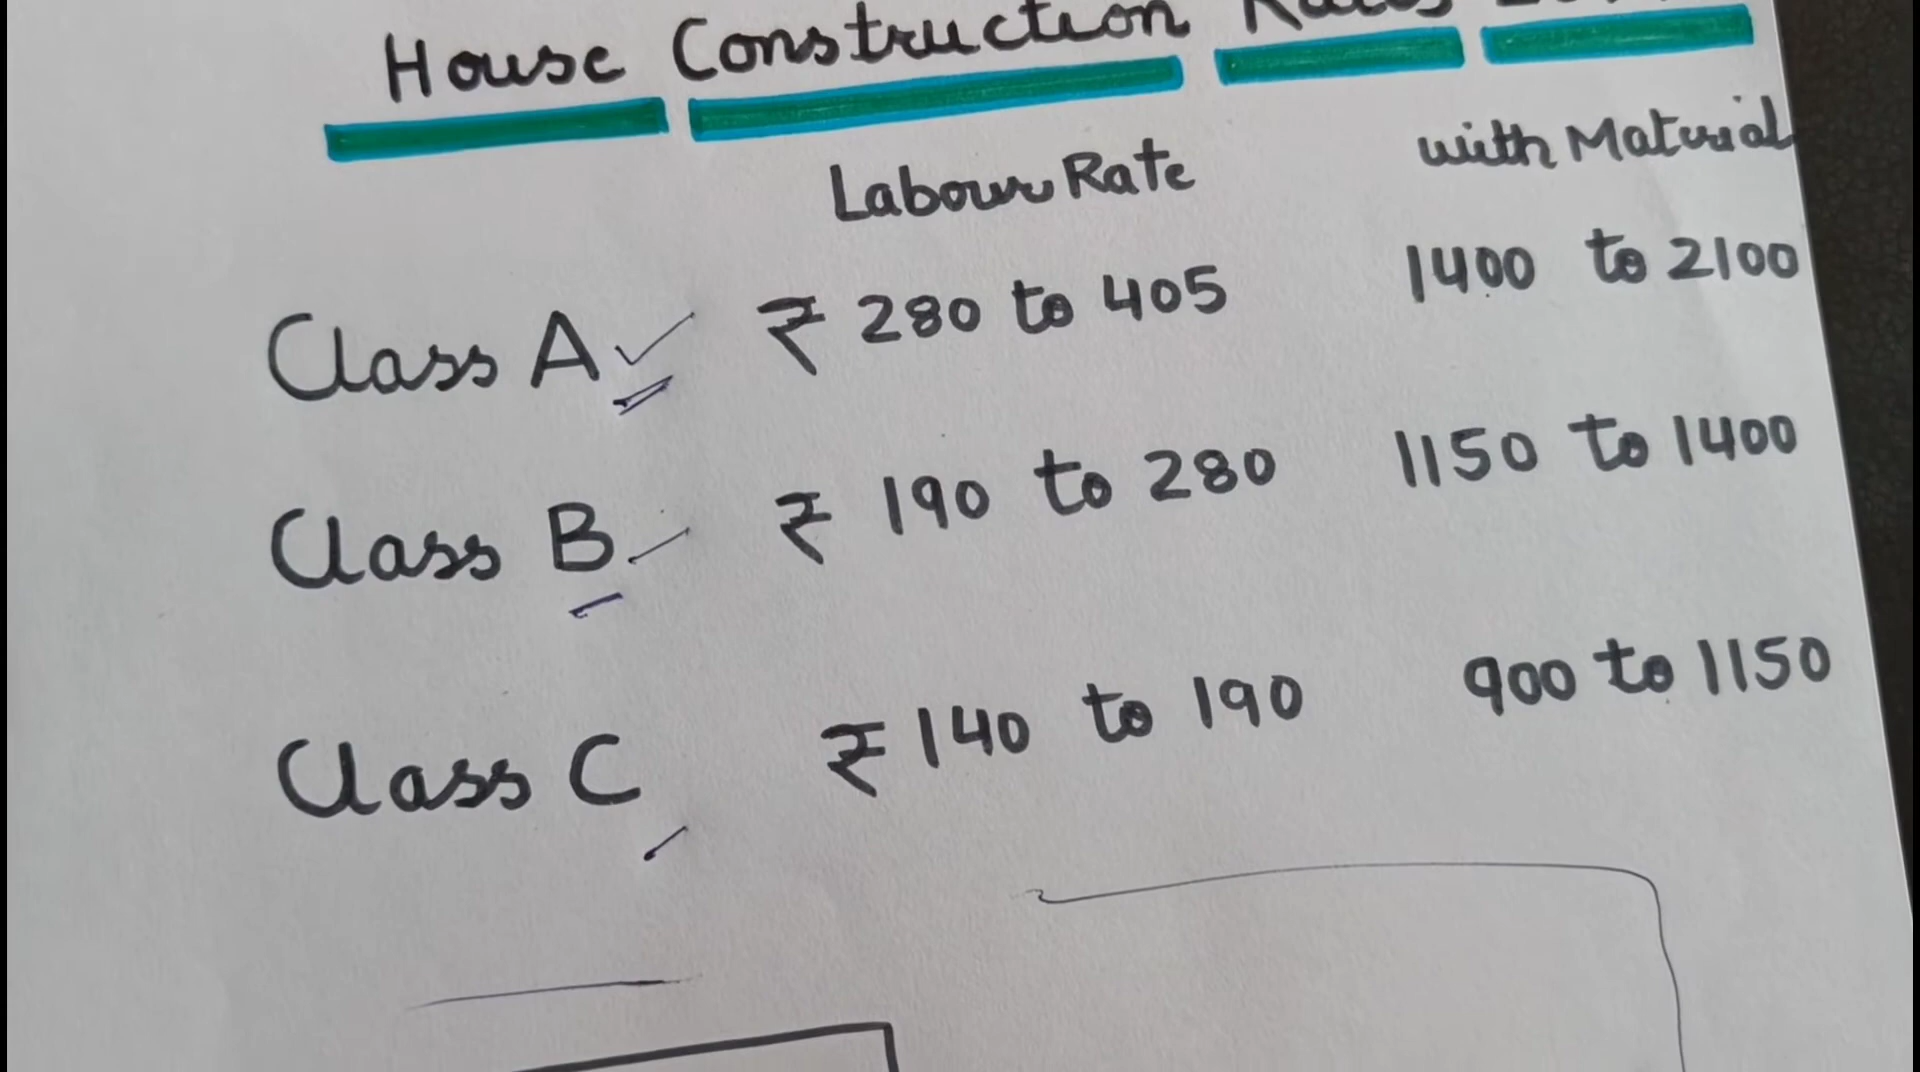 House Construction Rates
Labour Rate with Material
Class A ₹ 280 to 405 1400 to 2100
Class B ₹ 190 to 280 1150 to 1400
Class C ₹ 140 to 190 900 to 1150